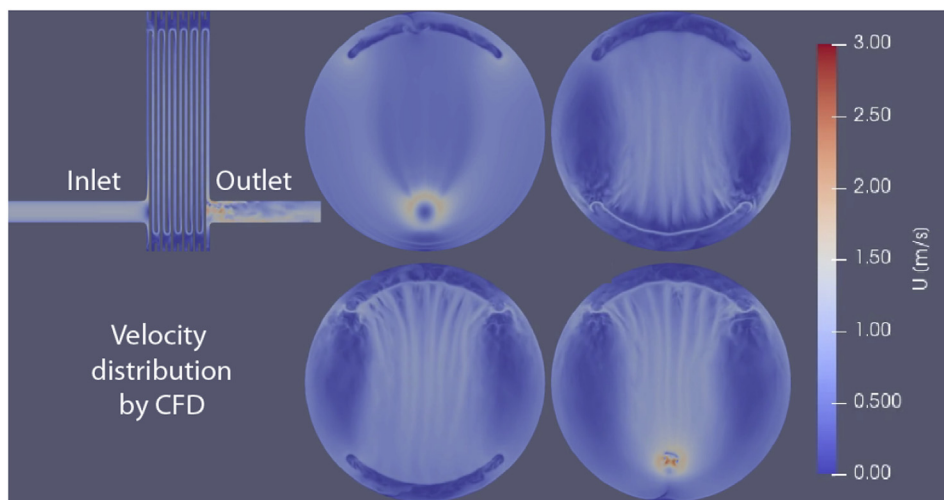 Inlet
Outlet
Velocity
distribution
by CFD
3.00
2.50
2.00
1.50
1.00
0.500
0.00
U (m/s)